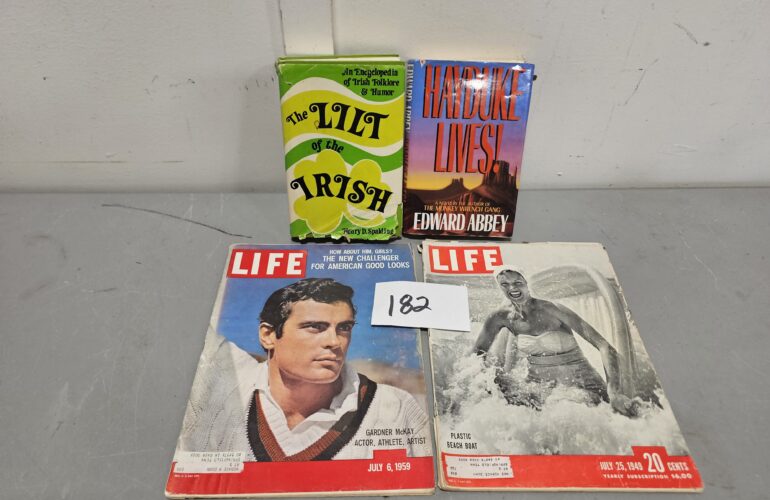 An Encyclopedia
of Irish Folklore
& Humor
The LILT
of the
IRISH
Henry D. Spalding
HAYDUKE
LIVES!
A NOVEL BY THE AUTHOR OF
THE MONKEY WRENCH GANG
EDWARD ABBEY
LIFE
HOW ABOUT HIM, GIRLS?
THE NEW CHALLENGER
FOR AMERICAN GOOD LOOKS
GARDNER McKAY
ACTOR, ATHLETE, ARTIST
JULY 6, 1959
182
LIFE
PLASTIC
BEACH BOAT
JULY 25, 1949 20 CENTS
YEARLY SUBSCRIPTION $6.00